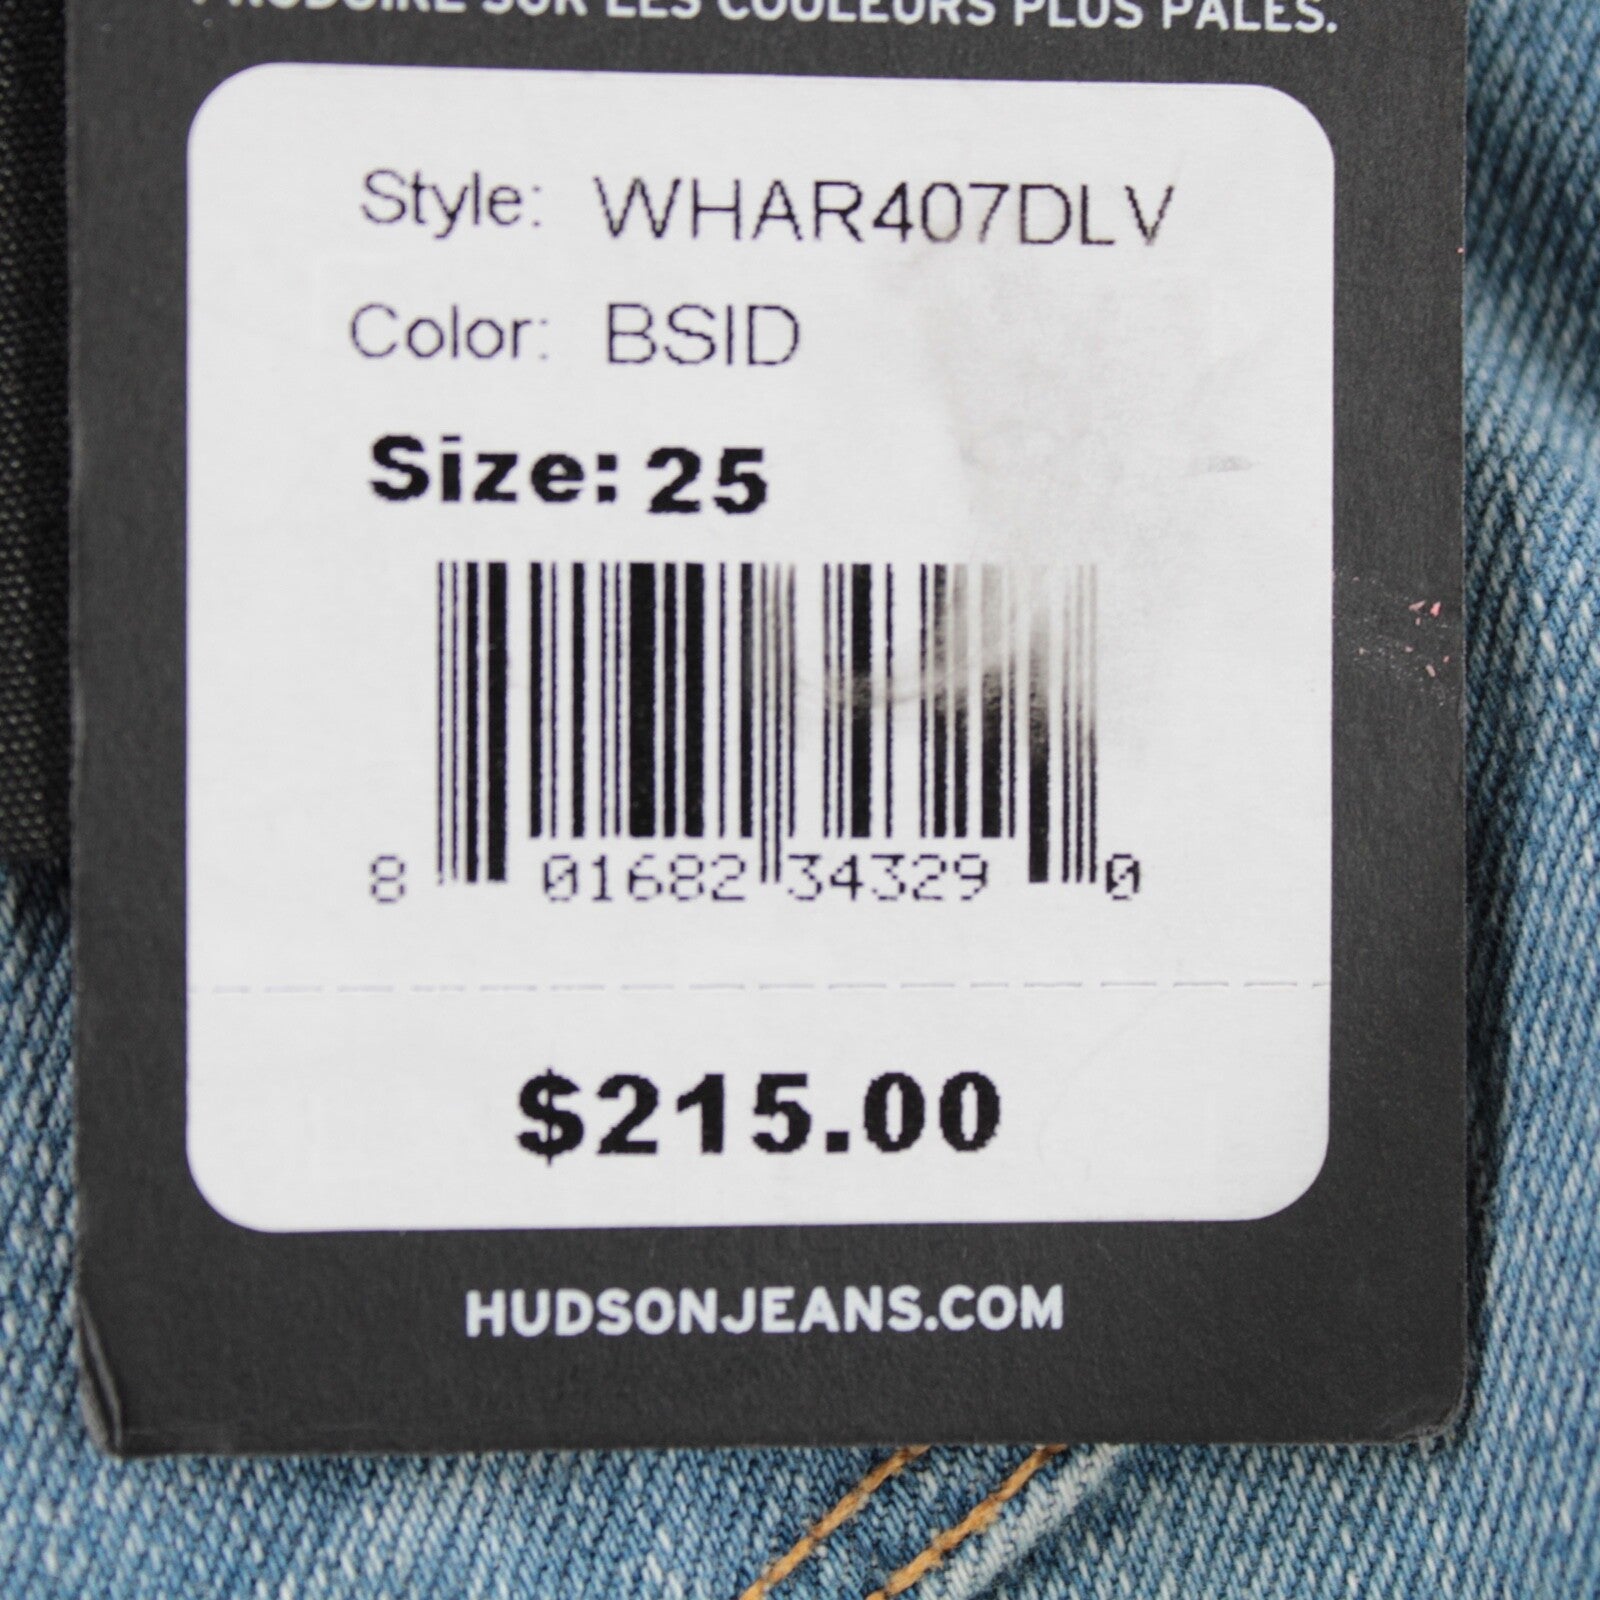 PRODUIRE SUR LES COULEURS PLUS PALES.
Style: WHAR407DLV
Color: BSID
Size: 25
8 01682 34329 0
$215.00
HUDSONJEANS.COM